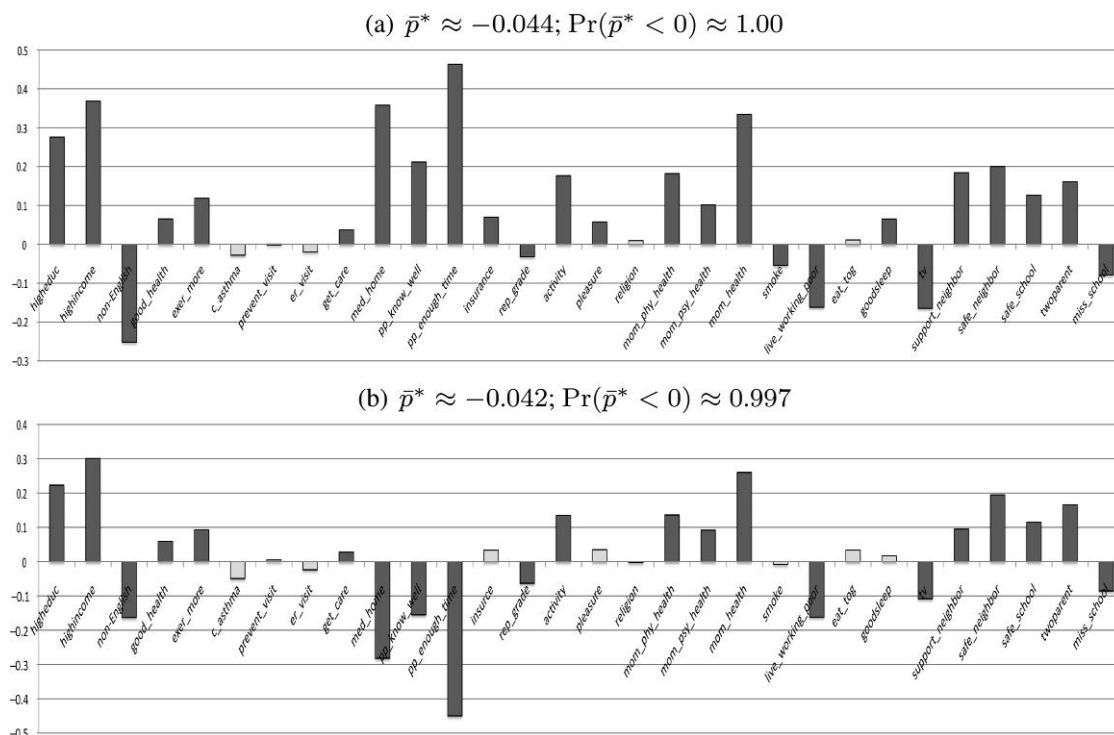 (a) p̄* ≈ −0.044; Pr(p̄* < 0) ≈ 1.00
0.5
0.4
0.3
0.2
0.1
0
−0.1
−0.2
−0.3
higheduc
highincome
non-English
good_health
exer_more
c_asthma
prevent_visit
er_visit
get_care
med_home
pp_know_well
pp_enough_time
insurance
rep_grade
activity
pleasure
religion
mom_phy_health
mom_psy_health
mom_health
smoke
live_working_poor
eat_tog
goodsleep
tv
support_neighbor
safe_neighbor
safe_school
twoparent
miss_school
(b) p̄* ≈ −0.042; Pr(p̄* < 0) ≈ 0.997
0.4
0.3
0.2
0.1
0
−0.1
−0.2
−0.3
−0.4
−0.5
higheduc
highincome
non-English
good_health
exer_more
c_asthma
prevent_visit
er_visit
get_care
med_home
pp_know_well
pp_enough_time
insurce
rep_grade
activity
pleasure
religion
mom_phy_health
mom_psy_health
mom_health
smoke
live_working_poor
eat_tog
goodsleep
tv
support_neighbor
safe_neighbor
safe_school
twoparent
miss_school